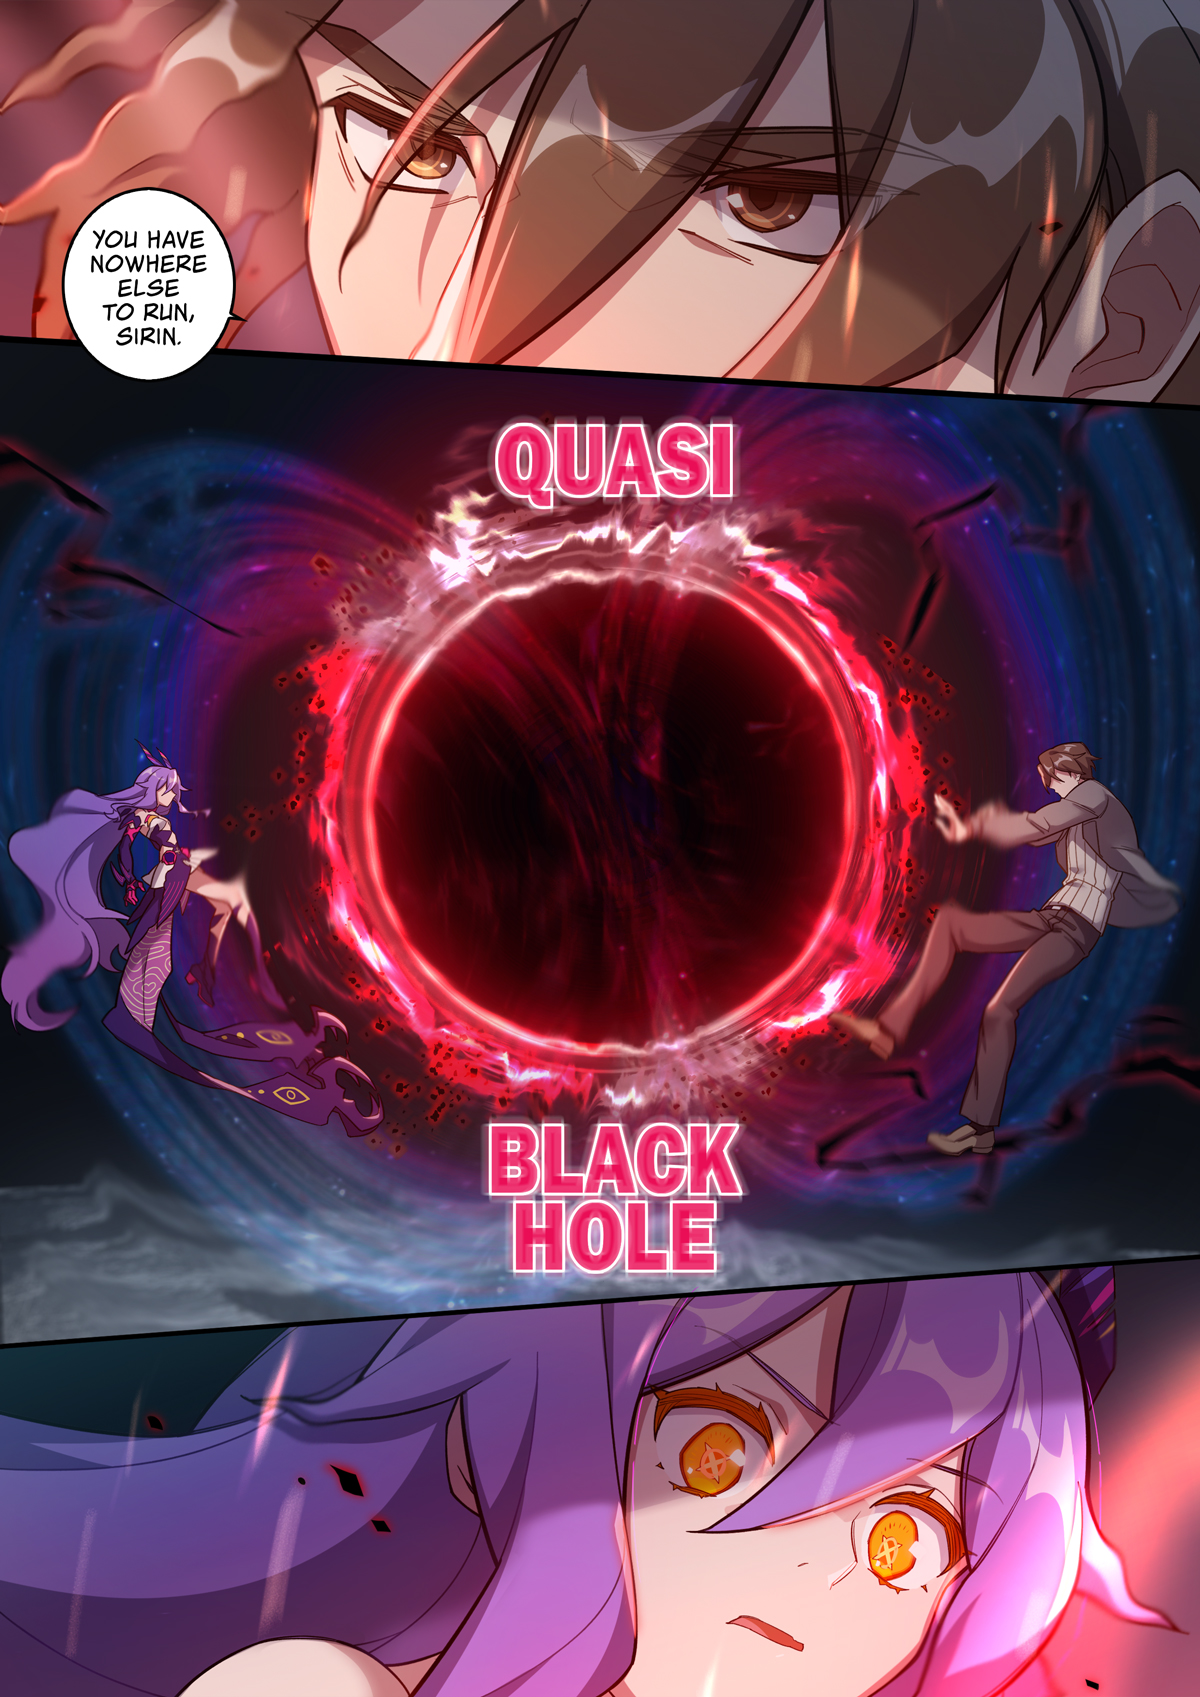 YOU HAVE
NOWHERE
ELSE
TO RUN,
SIRIN.
QUASI
BLACK
HOLE